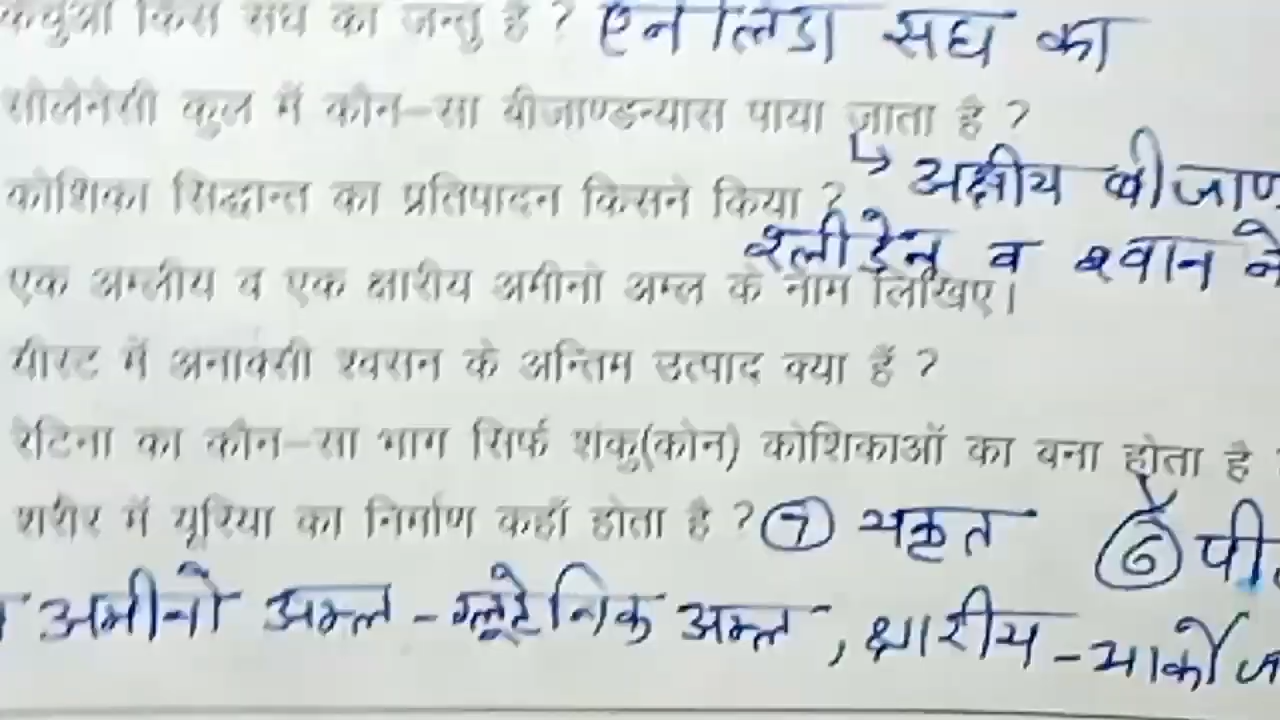 केंचुआ किस संघ का जन्तु है ? एनेलिडा संघ का
सोलेनेसी कुल में कौन-सा बीजाण्डन्यास पाया जाता है ?
↳ अक्षीय बीजाण
कोशिका सिद्धान्त का प्रतिपादन किसने किया ?
श्लीडेन व श्वान ने
एक अम्लीय व एक क्षारीय अमीनो अम्ल के नाम लिखिए।
यीस्ट में अनाक्सी श्वसन के अन्तिम उत्पाद क्या हैं ?
रेटिना का कौन-सा भाग सिर्फ शंकु(कोन) कोशिकाओं का बना होता है
शरीर में यूरिया का निर्माण कहाँ होता है ? ⑦ यकृत ⑥ पी
अमीनो अम्ल - ग्लूटेनिक अम्ल , क्षारीय -